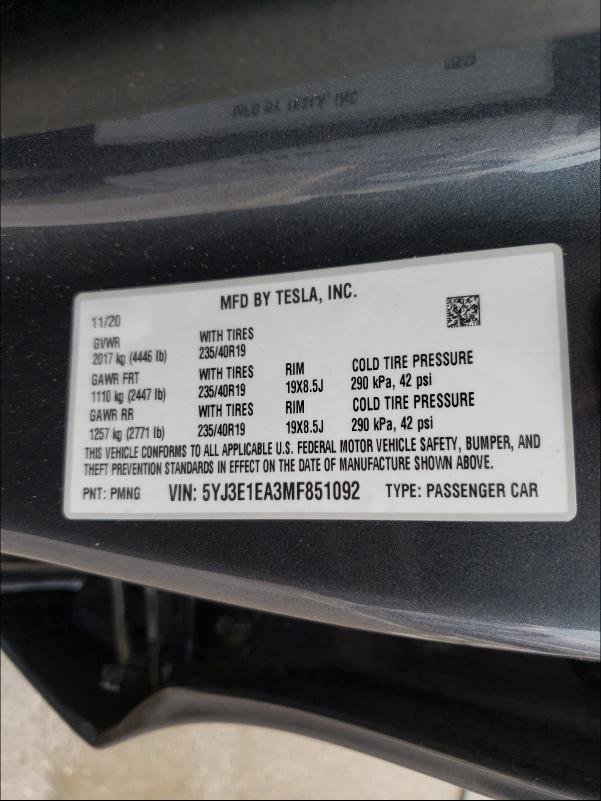 MFD BY TESLA, INC.
MFD BY TESLA, INC.
11/20
GVWR WITH TIRES
2017 kg (4446 lb) 235/40R19
GAWR FRT WITH TIRES RIM COLD TIRE PRESSURE
1110 kg (2447 lb) 235/40R19 19X8.5J 290 kPa, 42 psi
GAWR RR WITH TIRES RIM COLD TIRE PRESSURE
1257 kg (2771 lb) 235/40R19 19X8.5J 290 kPa, 42 psi
THIS VEHICLE CONFORMS TO ALL APPLICABLE U.S. FEDERAL MOTOR VEHICLE SAFETY, BUMPER, AND
THEFT PREVENTION STANDARDS IN EFFECT ON THE DATE OF MANUFACTURE SHOWN ABOVE.
PNT: PMNG VIN: 5YJ3E1EA3MF851092 TYPE: PASSENGER CAR